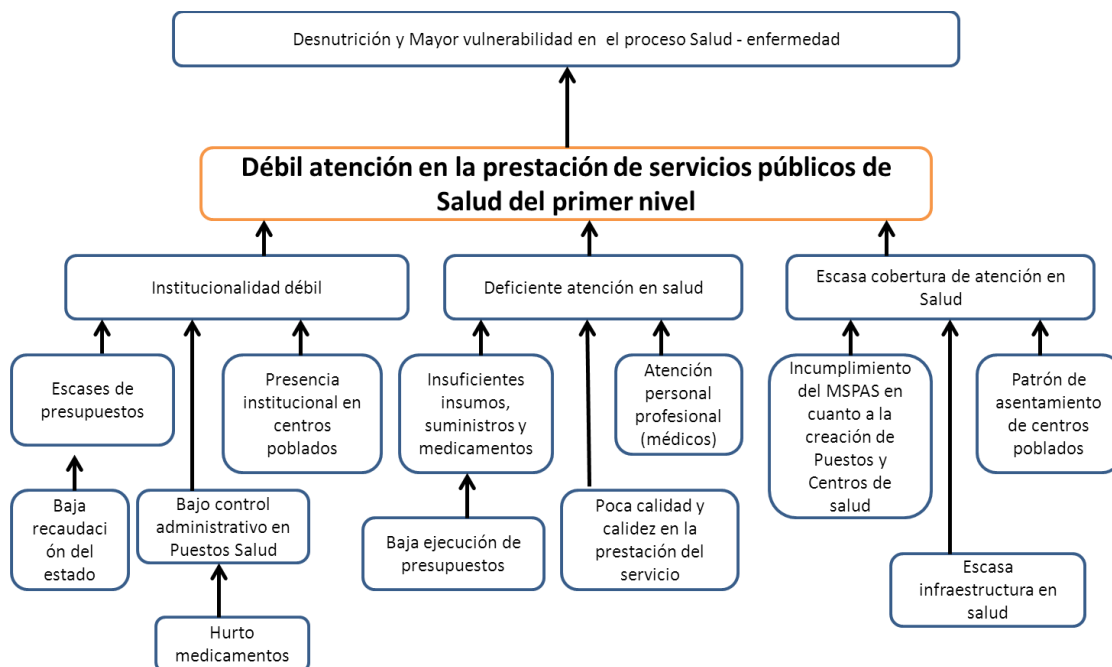 Desnutrición y Mayor vulnerabilidad en el proceso Salud - enfermedad
Débil atención en la prestación de servicios públicos de
Salud del primer nivel
Institucionalidad débil
Deficiente atención en salud
Escasa cobertura de atención en
Salud
Escases de
presupuestos
Presencia
institucional en
centros
poblados
Insuficientes
insumos,
suministros y
medicamentos
Atención
personal
profesional
(médicos)
Incumplimiento
del MSPAS en
cuanto a la
creación de
Puestos y
Centros de
salud
Patrón de
asentamiento
de centros
poblados
Baja
recaudaci
ón del
estado
Bajo control
administrativo en
Puestos Salud
Baja ejecución de
presupuestos
Poca calidad y
calidez en la
prestación del
servicio
Escasa
infraestructura en
salud
Hurto
medicamentos